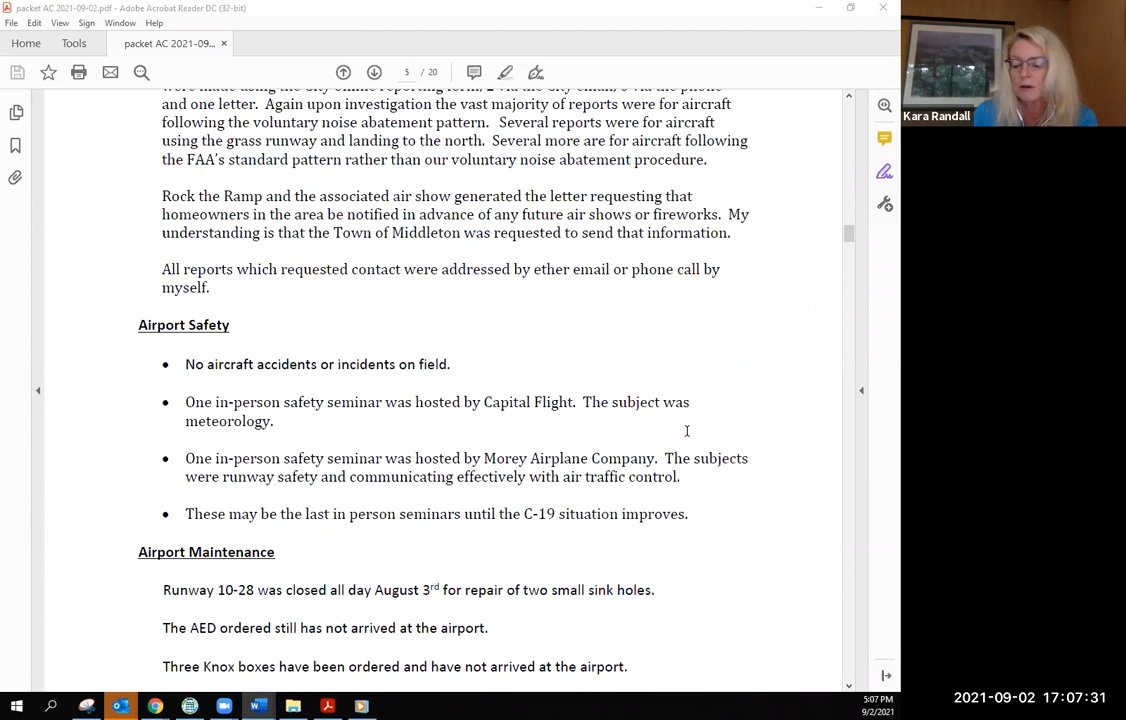 packet AC 2021-09-02.pdf - Adobe Acrobat Reader DC (32-bit)
File Edit View Sign Window Help
Home Tools packet AC 2021-09... ×
5 / 20
and one letter. Again upon investigation the vast majority of reports were for aircraft
following the voluntary noise abatement pattern. Several reports were for aircraft
using the grass runway and landing to the north. Several more are for aircraft following
the FAA's standard pattern rather than our voluntary noise abatement procedure.
Rock the Ramp and the associated air show generated the letter requesting that
homeowners in the area be notified in advance of any future air shows or fireworks. My
understanding is that the Town of Middleton was requested to send that information.
All reports which requested contact were addressed by ether email or phone call by
myself.
Airport Safety
• No aircraft accidents or incidents on field.
• One in-person safety seminar was hosted by Capital Flight. The subject was
meteorology.
• One in-person safety seminar was hosted by Morey Airplane Company. The subjects
were runway safety and communicating effectively with air traffic control.
• These may be the last in person seminars until the C-19 situation improves.
Airport Maintenance
Runway 10-28 was closed all day August 3rd for repair of two small sink holes.
The AED ordered still has not arrived at the airport.
Three Knox boxes have been ordered and have not arrived at the airport.
Kara Randall
5:07 PM
9/2/2021
2021-09-02 17:07:31